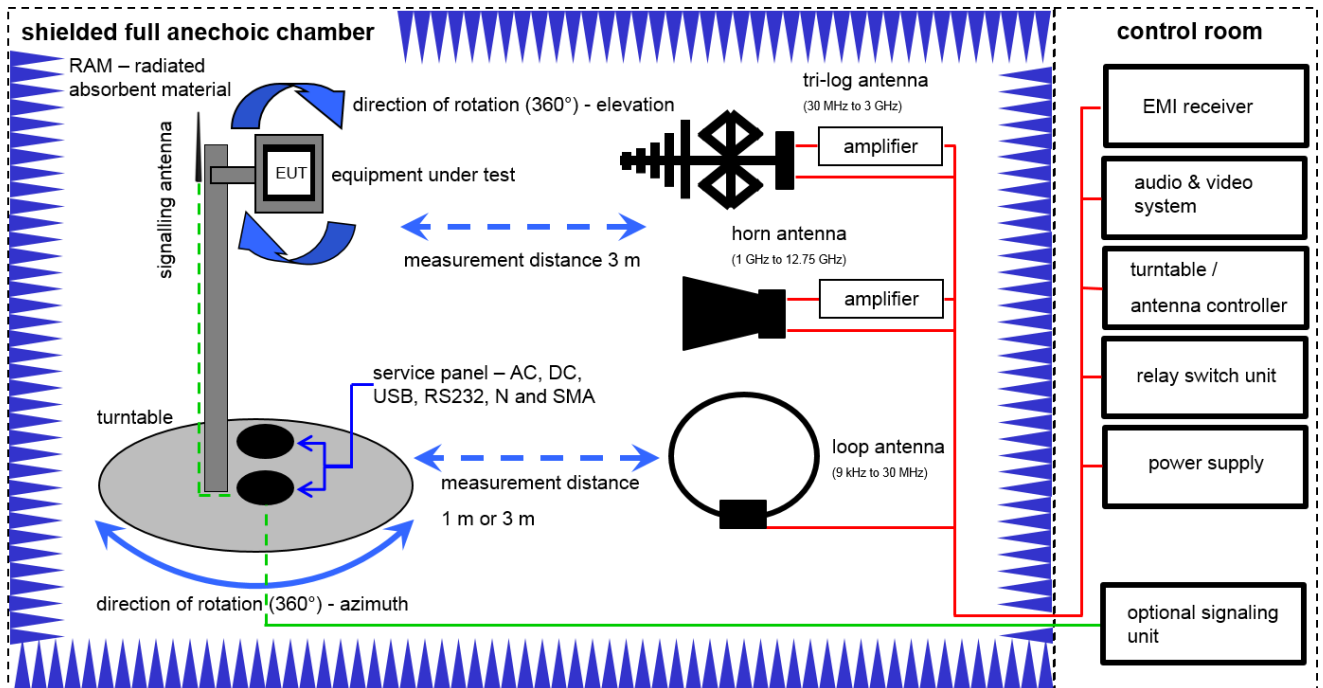 shielded full anechoic chamber
RAM – radiated
absorbent material
signalling antenna
direction of rotation (360°) - elevation
EUT
equipment under test
tri-log antenna
(30 MHz to 3 GHz)
amplifier
measurement distance 3 m
horn antenna
(1 GHz to 12.75 GHz)
amplifier
service panel – AC, DC,
USB, RS232, N and SMA
turntable
loop antenna
(9 kHz to 30 MHz)
measurement distance
1 m or 3 m
direction of rotation (360°) - azimuth
control room
EMI receiver
audio & video
system
turntable /
antenna controller
relay switch unit
power supply
optional signaling
unit